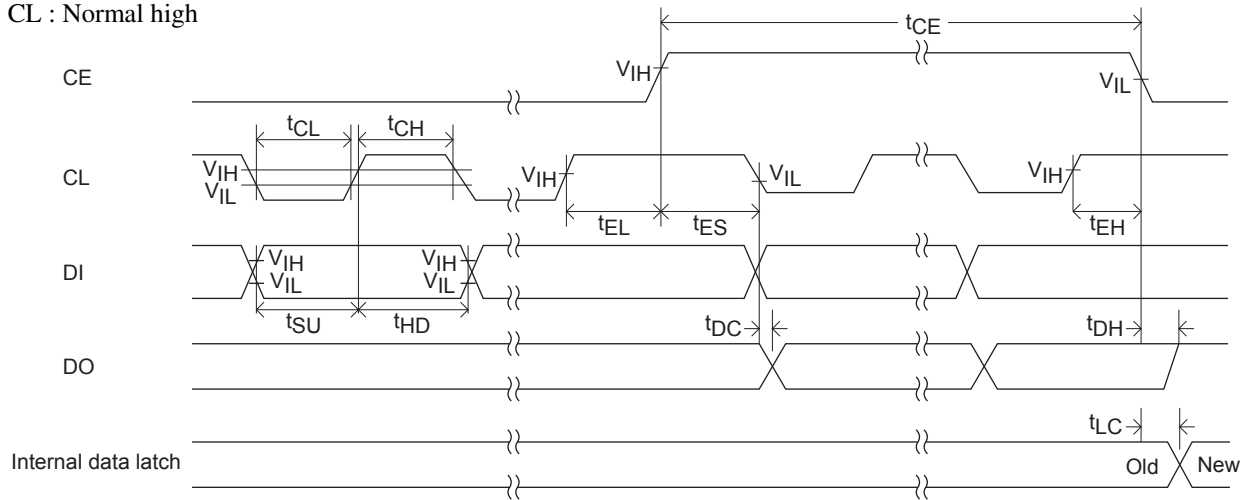 CL : Normal high
tCE
CE
VIH
VIL
tCL
tCH
CL
VIH
VIL
VIH
VIL
VIH
tEL
tES
tEH
DI
VIH
VIL
VIH
VIL
tSU
tHD
tDC
tDH
DO
tLC
Internal data latch
Old
New